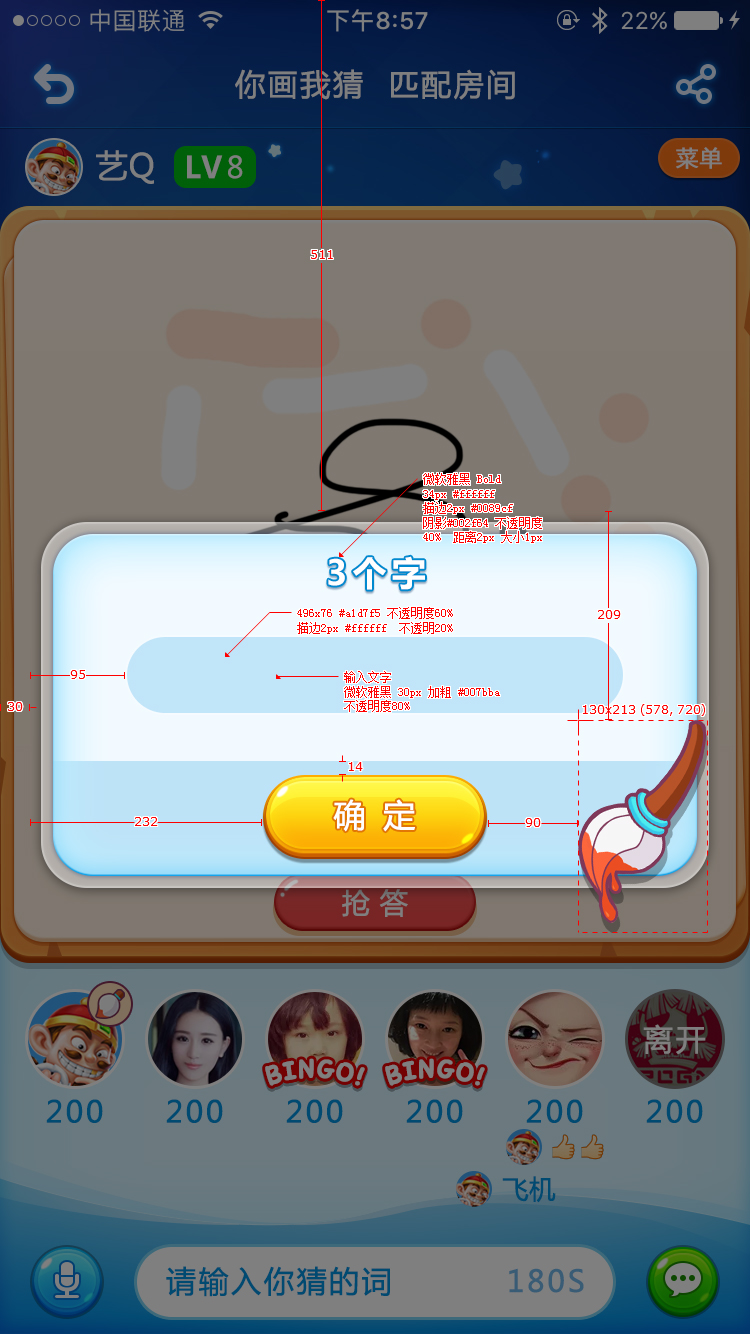 中国联通 下午8:57 22%
你画我猜 匹配房间
艺Q LV8 菜单
511
微软雅黑 Bold
34px #ffffff
描边2px #0089cf
阴影#002f64 不透明度
40% 距离2px 大小1px
3个字
209
496x76 #a1d7f5 不透明度60%
描边2px #ffffff 不透明20%
95
输入文字
微软雅黑 30px 加粗 #007bba
不透明度80%
30
130x213 (578, 720)
14
确定
232
90
抢答
BINGO!
BINGO!
离开
200 200 200 200 200 200
飞机
请输入你猜的词 180S